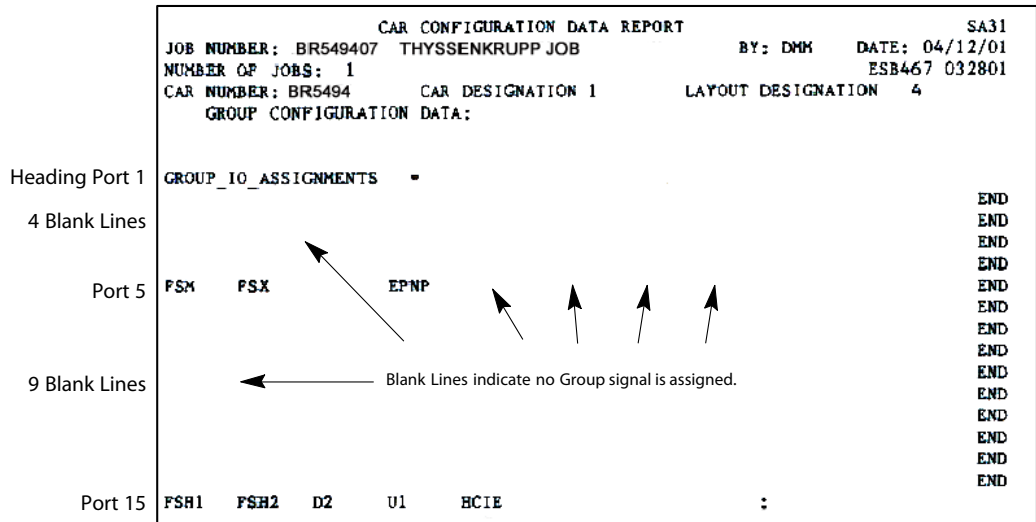 CAR CONFIGURATION DATA REPORT SA31
JOB NUMBER: BR549407 THYSSENKRUPP JOB BY: DMM DATE: 04/12/01
NUMBER OF JOBS: 1 ESB467 032801
CAR NUMBER: BR5494 CAR DESIGNATION 1 LAYOUT DESIGNATION 4
GROUP CONFIGURATION DATA:
Heading Port 1 GROUP_IO_ASSIGNMENTS =
END
4 Blank Lines END
END
END
Port 5 FSM FSX EPNP END
END
END
END
Blank Lines indicate no Group signal is assigned. END
9 Blank Lines END
END
END
END
END
Port 15 FSH1 FSH2 D2 U1 HCIE :